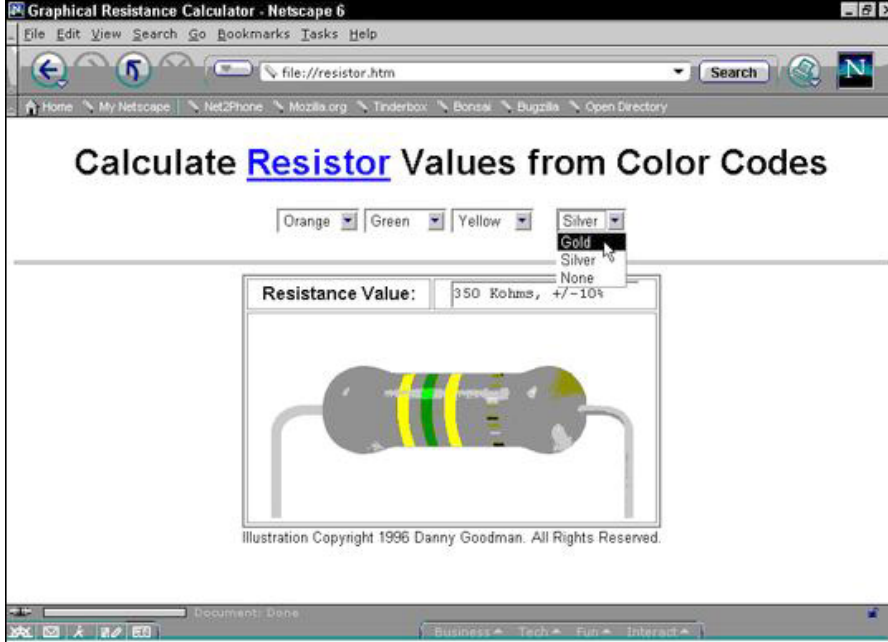 Graphical Resistance Calculator - Netscape 6
File Edit View Search Go Bookmarks Tasks Help
file://resistor.htm Search N
Home My Netscape Net2Phone Mozilla.org Tinderbox Bonsai Bugzilla Open Directory
Calculate Resistor Values from Color Codes
Orange Green Yellow Silver
Gold
Silver
None
Resistance Value: 350 Kohms, +/-10%
Illustration Copyright 1996 Danny Goodman. All Rights Reserved.
Document: Done
Business Tech Fun Interact